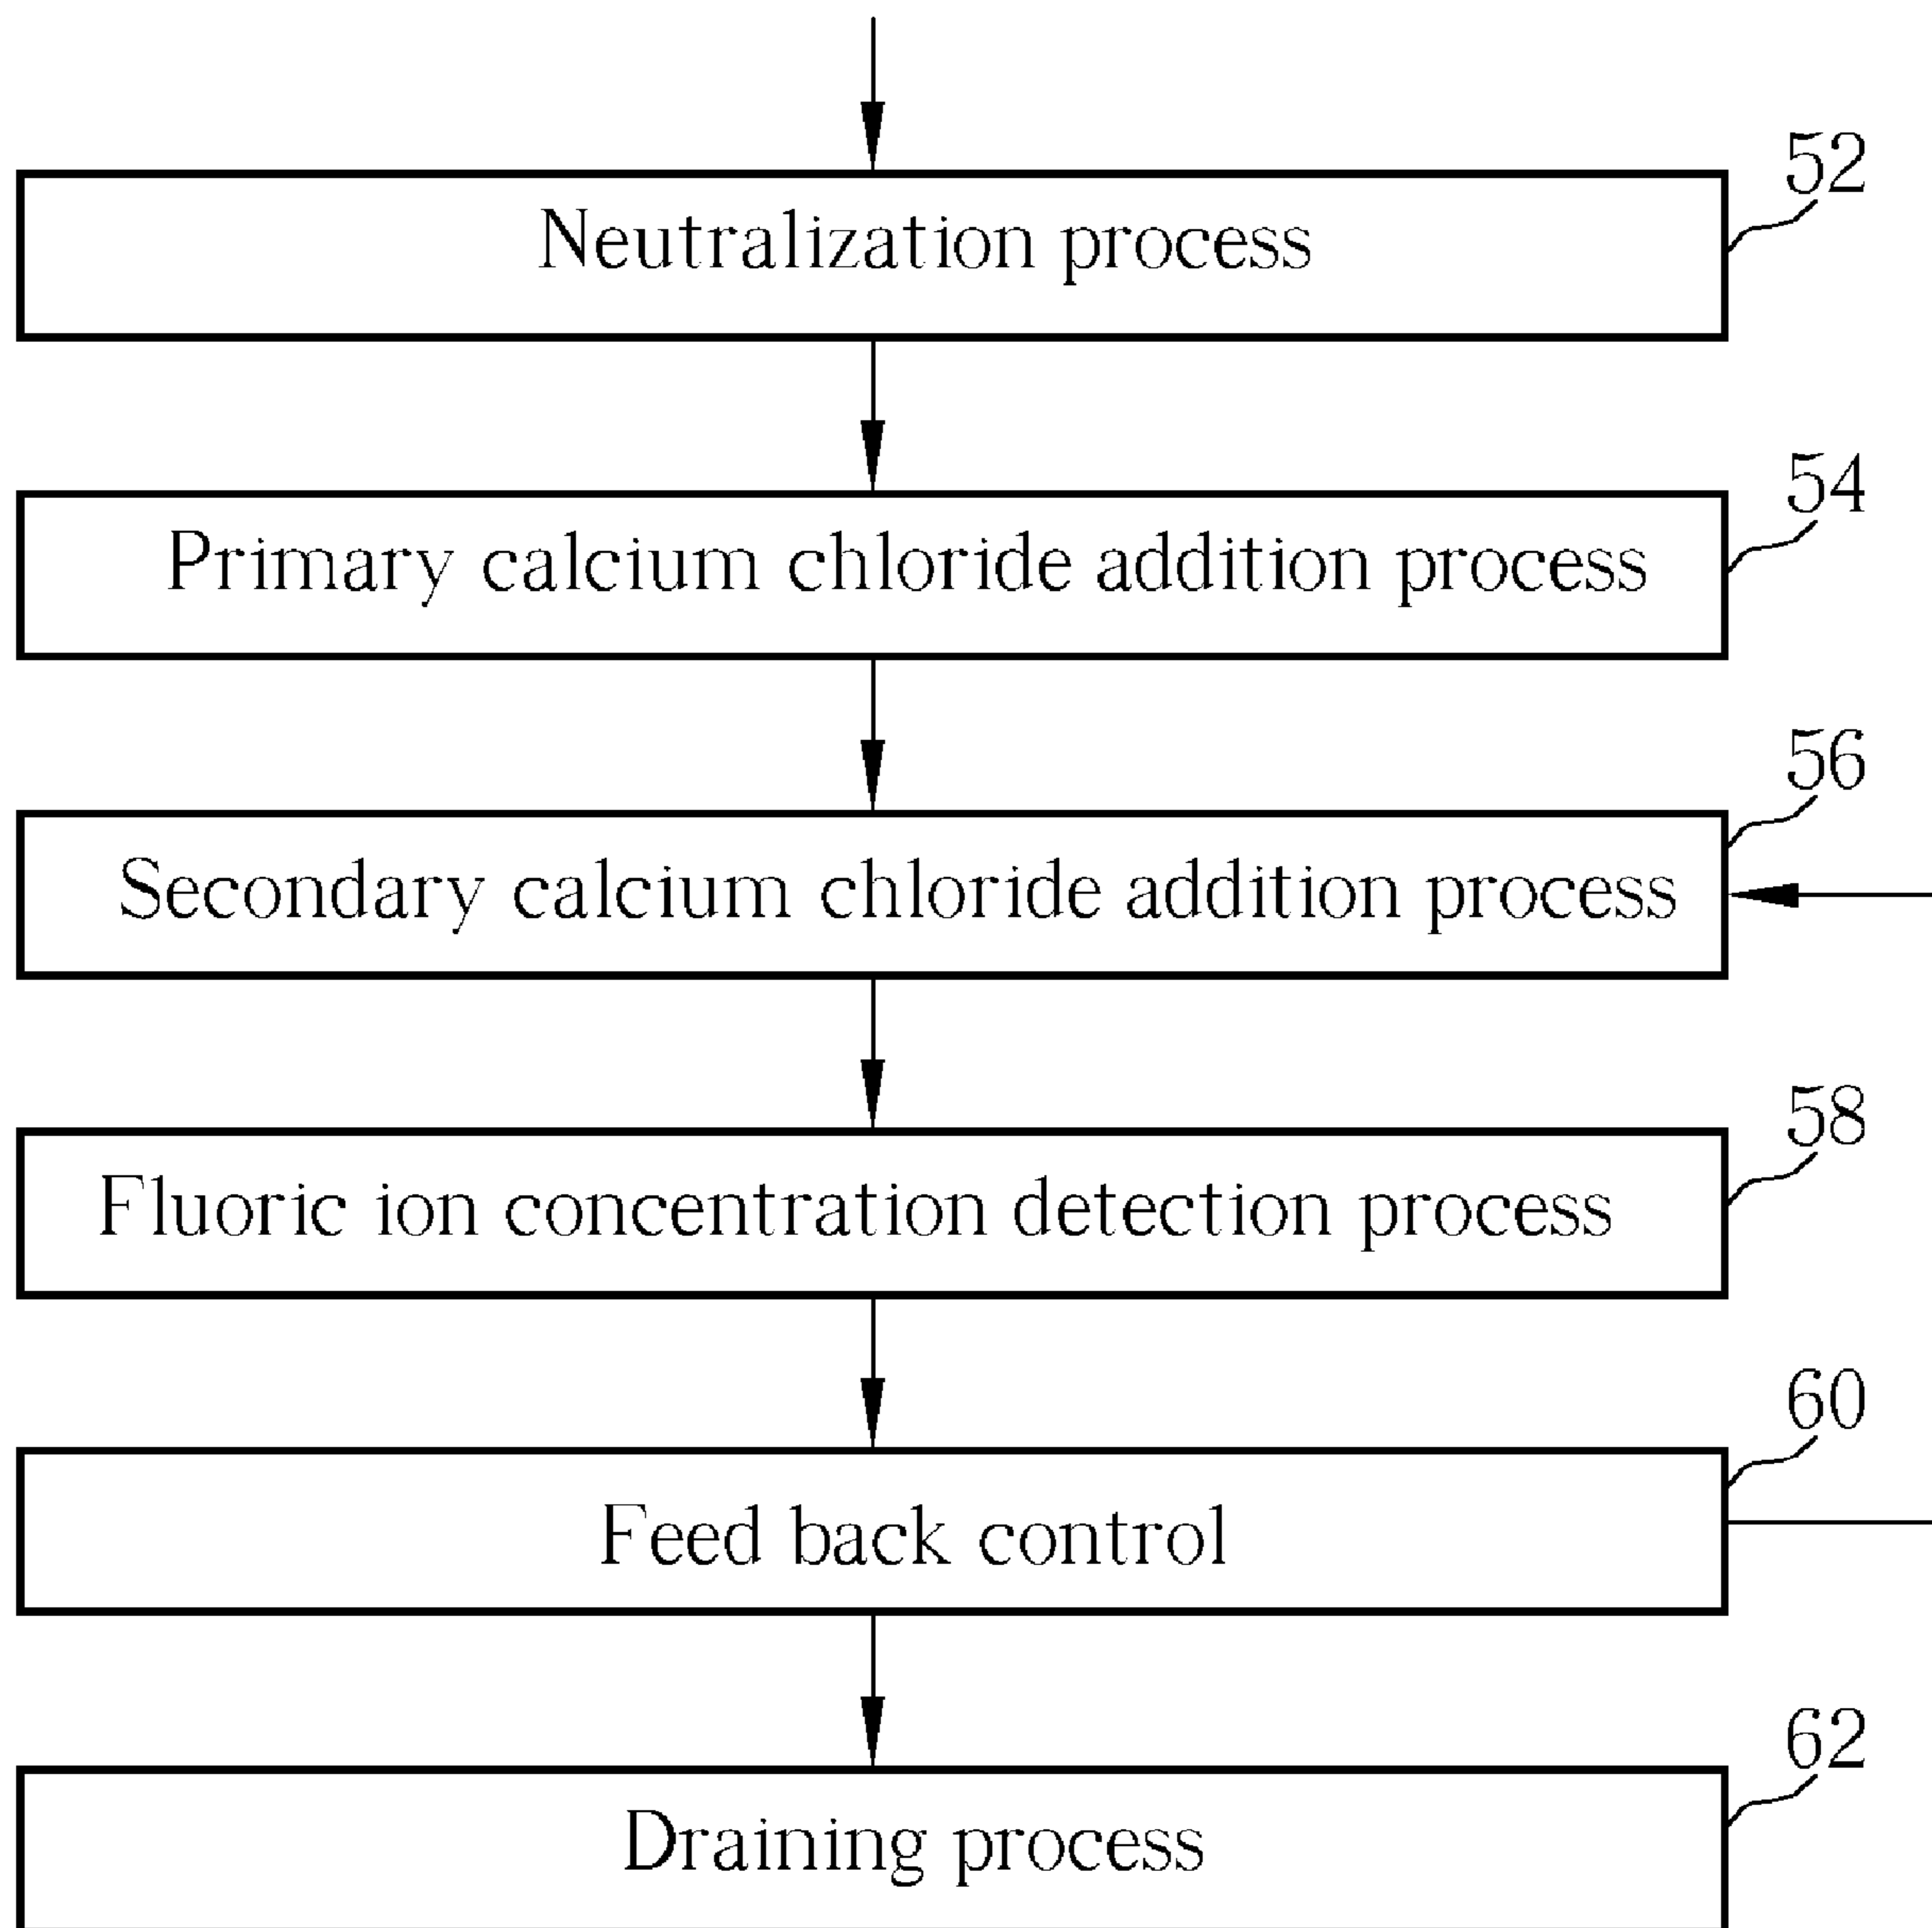 52
Neutralization process
54
Primary calcium chloride addition process
56
Secondary calcium chloride addition process
58
Fluoric ion concentration detection process
60
Feed back control
62
Draining process